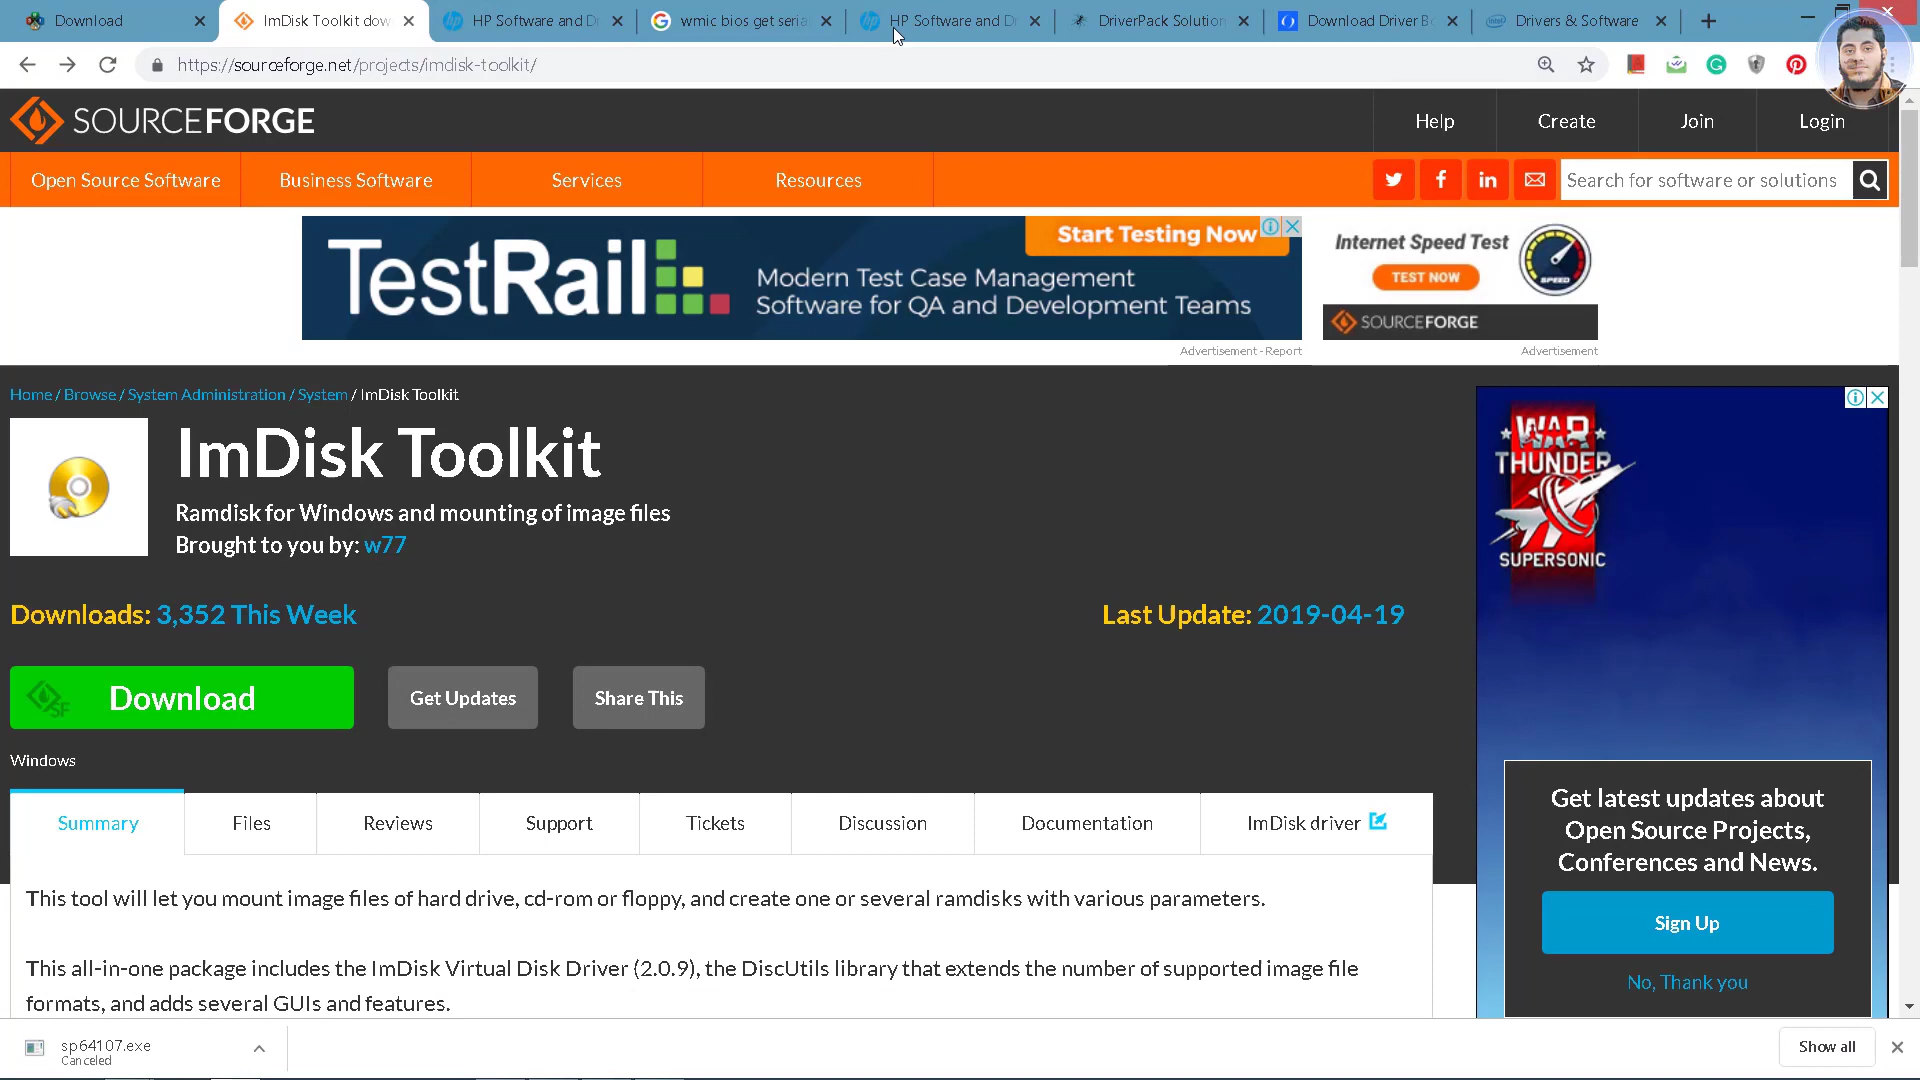 Download
ImDisk Toolkit dow
HP Software and Dr
wmic bios get seria
HP Software and Dr
DriverPack Solution
Download Driver Bo
Drivers & Software
https://sourceforge.net/projects/imdisk-toolkit/
SOURCEFORGE
Help
Create
Join
Login
Open Source Software
Business Software
Services
Resources
Search for software or solutions
TestRail
Start Testing Now
Modern Test Case Management
Software for QA and Development Teams
Internet Speed Test
TEST NOW
SPEED
SOURCEFORGE
Advertisement - Report
Advertisement
Home / Browse / System Administration / System / ImDisk Toolkit
ImDisk Toolkit
Ramdisk for Windows and mounting of image files
Brought to you by: w77
WAR
THUNDER
SUPERSONIC
Downloads: 3,352 This Week
Last Update: 2019-04-19
SF
Download
Get Updates
Share This
Windows
Summary
Files
Reviews
Support
Tickets
Discussion
Documentation
ImDisk driver
Get latest updates about
Open Source Projects,
Conferences and News.
Sign Up
No, Thank you
This tool will let you mount image files of hard drive, cd-rom or floppy, and create one or several ramdisks with various parameters.
This all-in-one package includes the ImDisk Virtual Disk Driver (2.0.9), the DiscUtils library that extends the number of supported image file
formats, and adds several GUIs and features.
sp64107.exe
Canceled
Show all